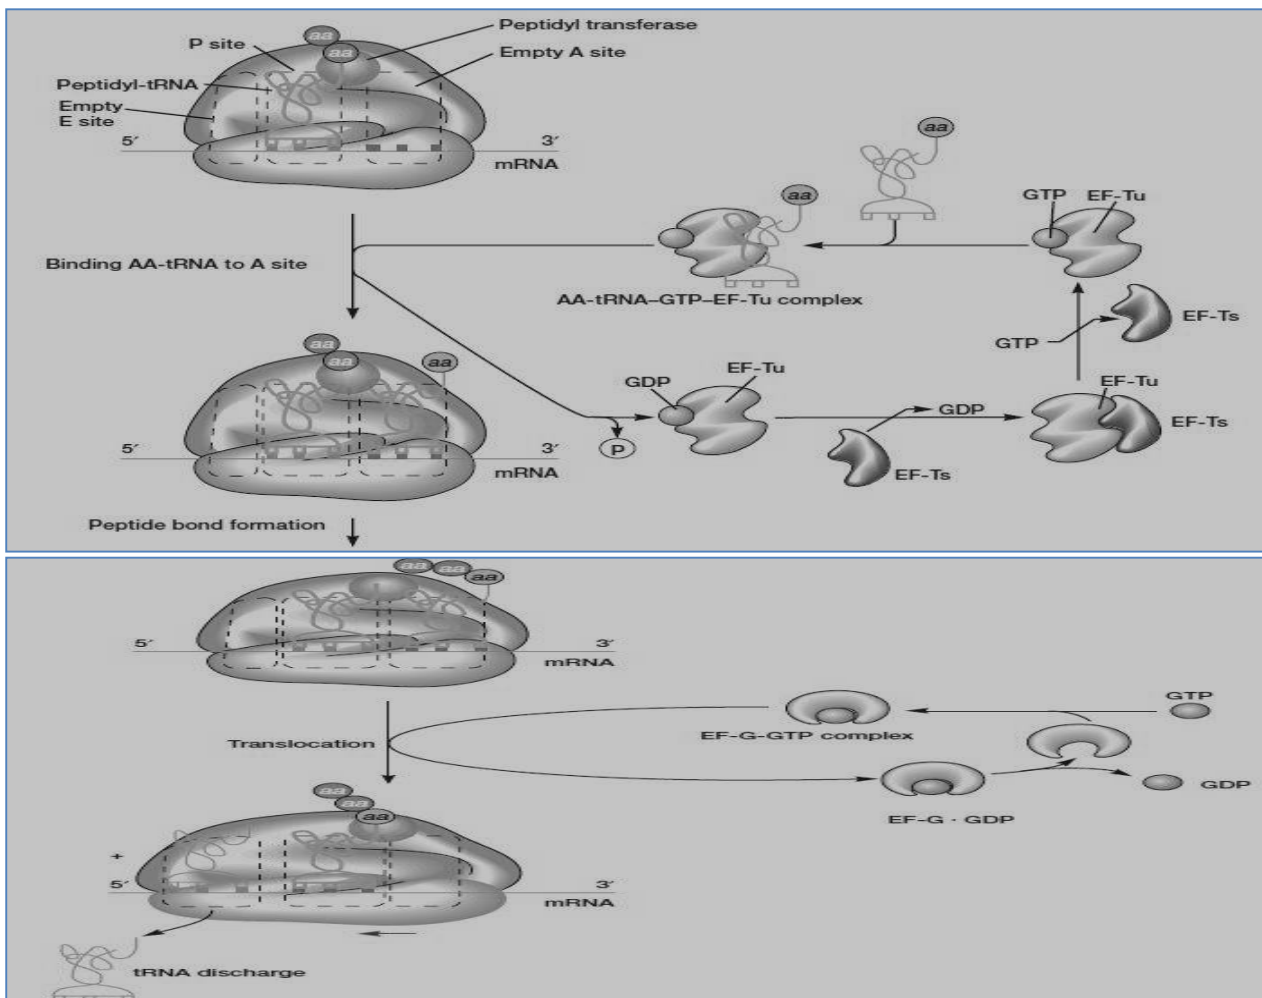 Peptidyl transferase
P site
Empty A site
Peptidyl-tRNA
Empty
E site
5′
3′
mRNA
aa
aa
aa
aa
GTP
EF-Tu
Binding AA-tRNA to A site
AA-tRNA–GTP–EF-Tu complex
EF-Ts
GTP
aa
aa
aa
GDP
EF-Tu
EF-Tu
GDP
EF-Ts
P
EF-Ts
5′
3′
mRNA
Peptide bond formation
aa
aa
aa
5′
3′
mRNA
GTP
EF-G-GTP complex
Translocation
GDP
EF-G · GDP
aa
aa
aa
+
5′
3′
mRNA
tRNA discharge